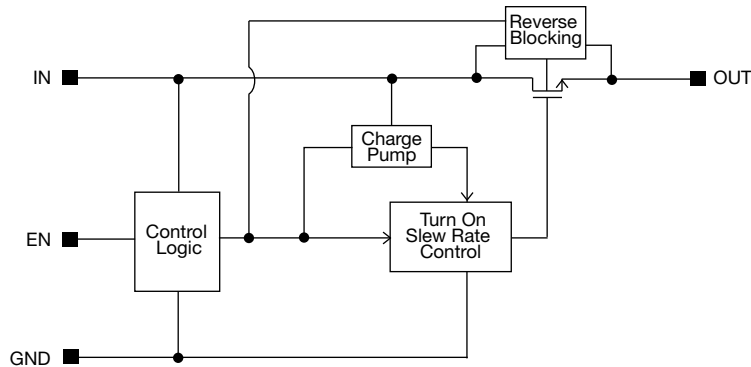 Reverse
Blocking
IN
OUT
Charge
Pump
Turn On
Slew Rate
Control
Control
Logic
EN
GND